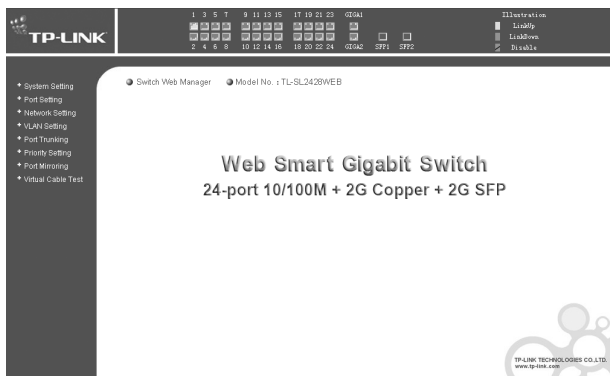 1 3 5 7 9 11 13 15 17 19 21 23 GIGA1
2 4 6 8 10 12 14 16 18 20 22 24 GIGA2 SFP1 SFP2
Illustration
LinkUp
LinkDown
Disable
TP-LINK
System Setting
Port Setting
Network Setting
VLAN Setting
Port Trunking
Priority Setting
Port Mirroring
Virtual Cable Test
Switch Web Manager Model No. : TL-SL2428WEB
Web Smart Gigabit Switch
24-port 10/100M + 2G Copper + 2G SFP
TP-LINK TECHNOLOGIES CO.,LTD.
www.tp-link.com